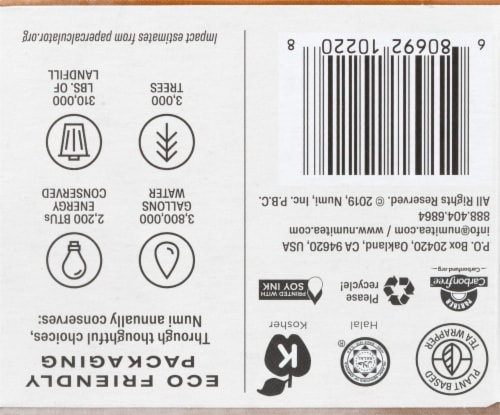 PLANT BASED
TEA WRAPPER
Halal
Kosher
K
PARTNER
Carbonfree
Carbonfund.org
Please
recycle!
PRINTED WITH
SOY INK
P.O. Box 20420, Oakland, CA 94620, USA
info@numitea.com / www.numitea.com
888.404.6864
All Rights Reserved. © 2019, Numi, Inc. P.B.C.
6 80692 10220 8
ECO FRIENDLY
PACKAGING
Through thoughtful choices,
Numi annually conserves:
3,800,000
GALLONS
WATER
2,200 BTUs
ENERGY
CONSERVED
3,000
TREES
310,000
LBS. OF
LANDFILL
Impact estimates from papercalculator.org